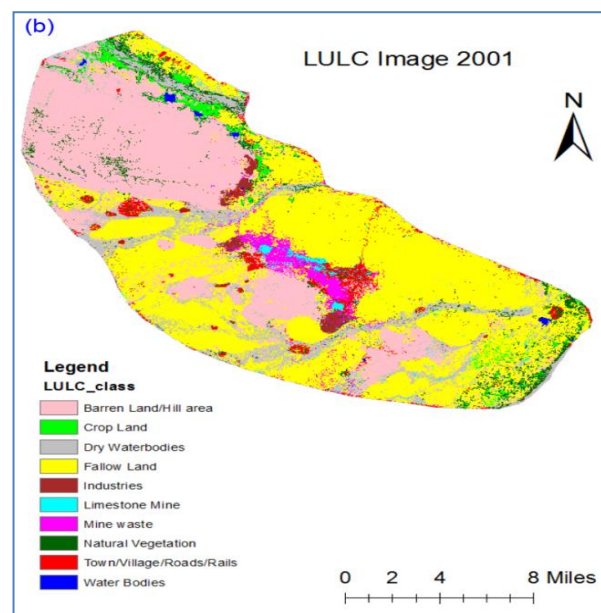 (b)
LULC Image 2001
N
Legend
LULC_class
Barren Land/Hill area
Crop Land
Dry Waterbodies
Fallow Land
Industries
Limestone Mine
Mine waste
Natural Vegetation
Town/Village/Roads/Rails
Water Bodies
0 2 4 8 Miles